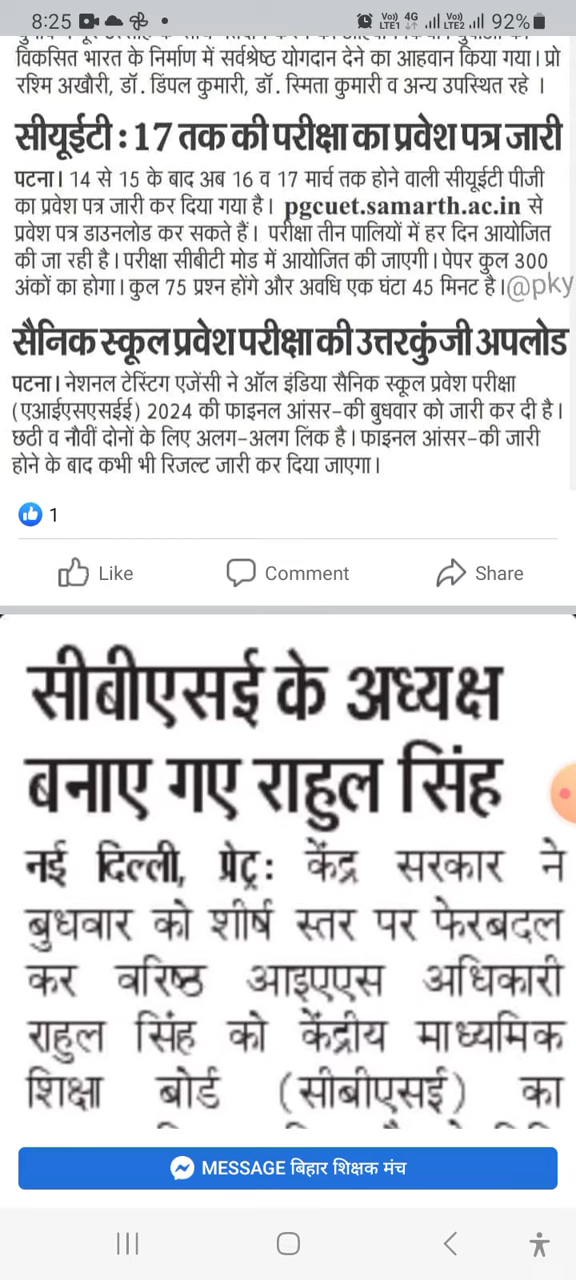 8:25
Vo)) 4G Vo)) 92%
LTE1 LTE2
विकसित भारत के निर्माण में सर्वश्रेष्ठ योगदान देने का आहवान किया गया। प्रो
रश्मि अखौरी, डॉ. डिंपल कुमारी, डॉ. स्मिता कुमारी व अन्य उपस्थित रहे ।
सीयूईटी : 17 तक की परीक्षा का प्रवेश पत्र जारी
पटना। 14 से 15 के बाद अब 16 व 17 मार्च तक होने वाली सीयूईटी पीजी
का प्रवेश पत्र जारी कर दिया गया है। pgcuet.samarth.ac.in से
प्रवेश पत्र डाउनलोड कर सकते हैं। परीक्षा तीन पालियों में हर दिन आयोजित
की जा रही है। परीक्षा सीबीटी मोड में आयोजित की जाएगी। पेपर कुल 300
अंकों का होगा। कुल 75 प्रश्न होंगे और अवधि एक घंटा 45 मिनट है। @pky
सैनिक स्कूल प्रवेश परीक्षा की उत्तरकुंजी अपलोड
पटना। नेशनल टेस्टिंग एजेंसी ने ऑल इंडिया सैनिक स्कूल प्रवेश परीक्षा
(एआईएसएसईई) 2024 की फाइनल आंसर-की बुधवार को जारी कर दी है।
छठी व नौवीं दोनों के लिए अलग-अलग लिंक है। फाइनल आंसर-की जारी
होने के बाद कभी भी रिजल्ट जारी कर दिया जाएगा।
1
Like Comment Share
सीबीएसई के अध्यक्ष
बनाए गए राहुल सिंह
नई दिल्ली, प्रेट्र: केंद्र सरकार ने
बुधवार को शीर्ष स्तर पर फेरबदल
कर वरिष्ठ आइएएस अधिकारी
राहुल सिंह को केंद्रीय माध्यमिक
शिक्षा बोर्ड (सीबीएसई) का
MESSAGE बिहार शिक्षक मंच